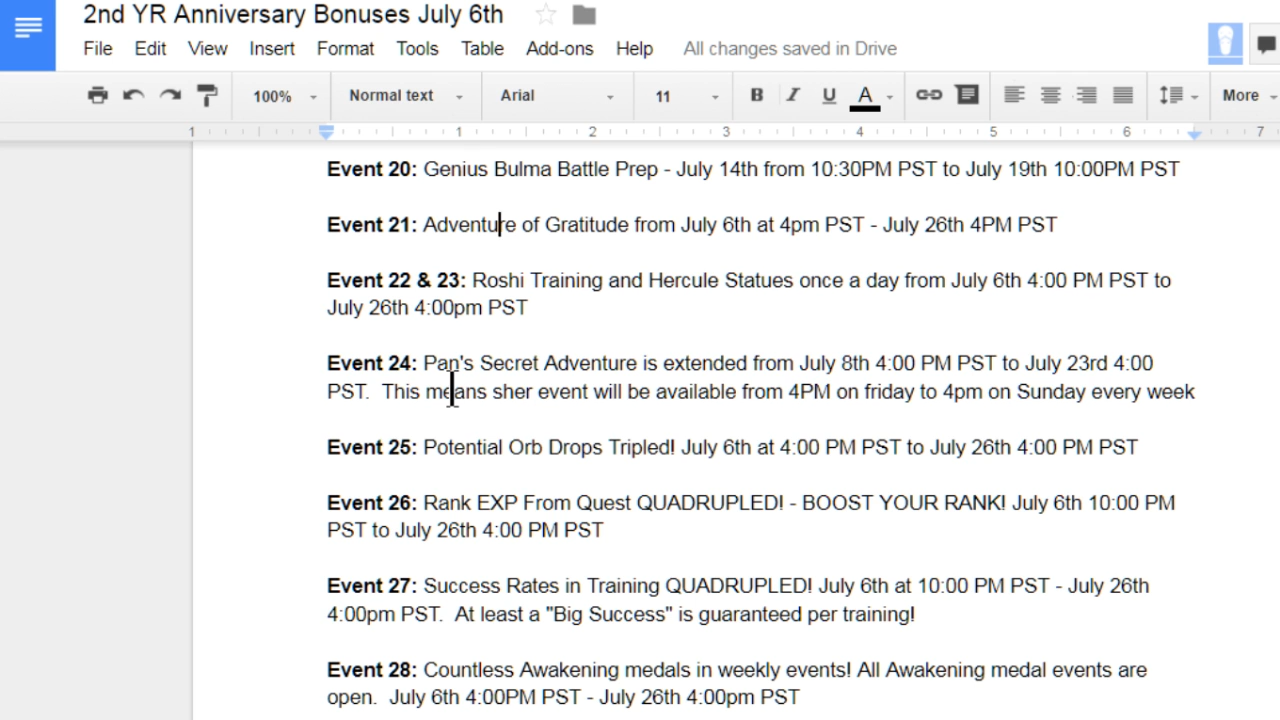 2nd YR Anniversary Bonuses July 6th
File Edit View Insert Format Tools Table Add-ons Help All changes saved in Drive
100% Normal text Arial 11 B I U A More
1 1 2 3 4 5 6 7
Event 20: Genius Bulma Battle Prep - July 14th from 10:30PM PST to July 19th 10:00PM PST
Event 21: Adventure of Gratitude from July 6th at 4pm PST - July 26th 4PM PST
Event 22 & 23: Roshi Training and Hercule Statues once a day from July 6th 4:00 PM PST to
July 26th 4:00pm PST
Event 24: Pan's Secret Adventure is extended from July 8th 4:00 PM PST to July 23rd 4:00
PST. This means sher event will be available from 4PM on friday to 4pm on Sunday every week
Event 25: Potential Orb Drops Tripled! July 6th at 4:00 PM PST to July 26th 4:00 PM PST
Event 26: Rank EXP From Quest QUADRUPLED! - BOOST YOUR RANK! July 6th 10:00 PM
PST to July 26th 4:00 PM PST
Event 27: Success Rates in Training QUADRUPLED! July 6th at 10:00 PM PST - July 26th
4:00pm PST. At least a "Big Success" is guaranteed per training!
Event 28: Countless Awakening medals in weekly events! All Awakening medal events are
open. July 6th 4:00PM PST - July 26th 4:00pm PST